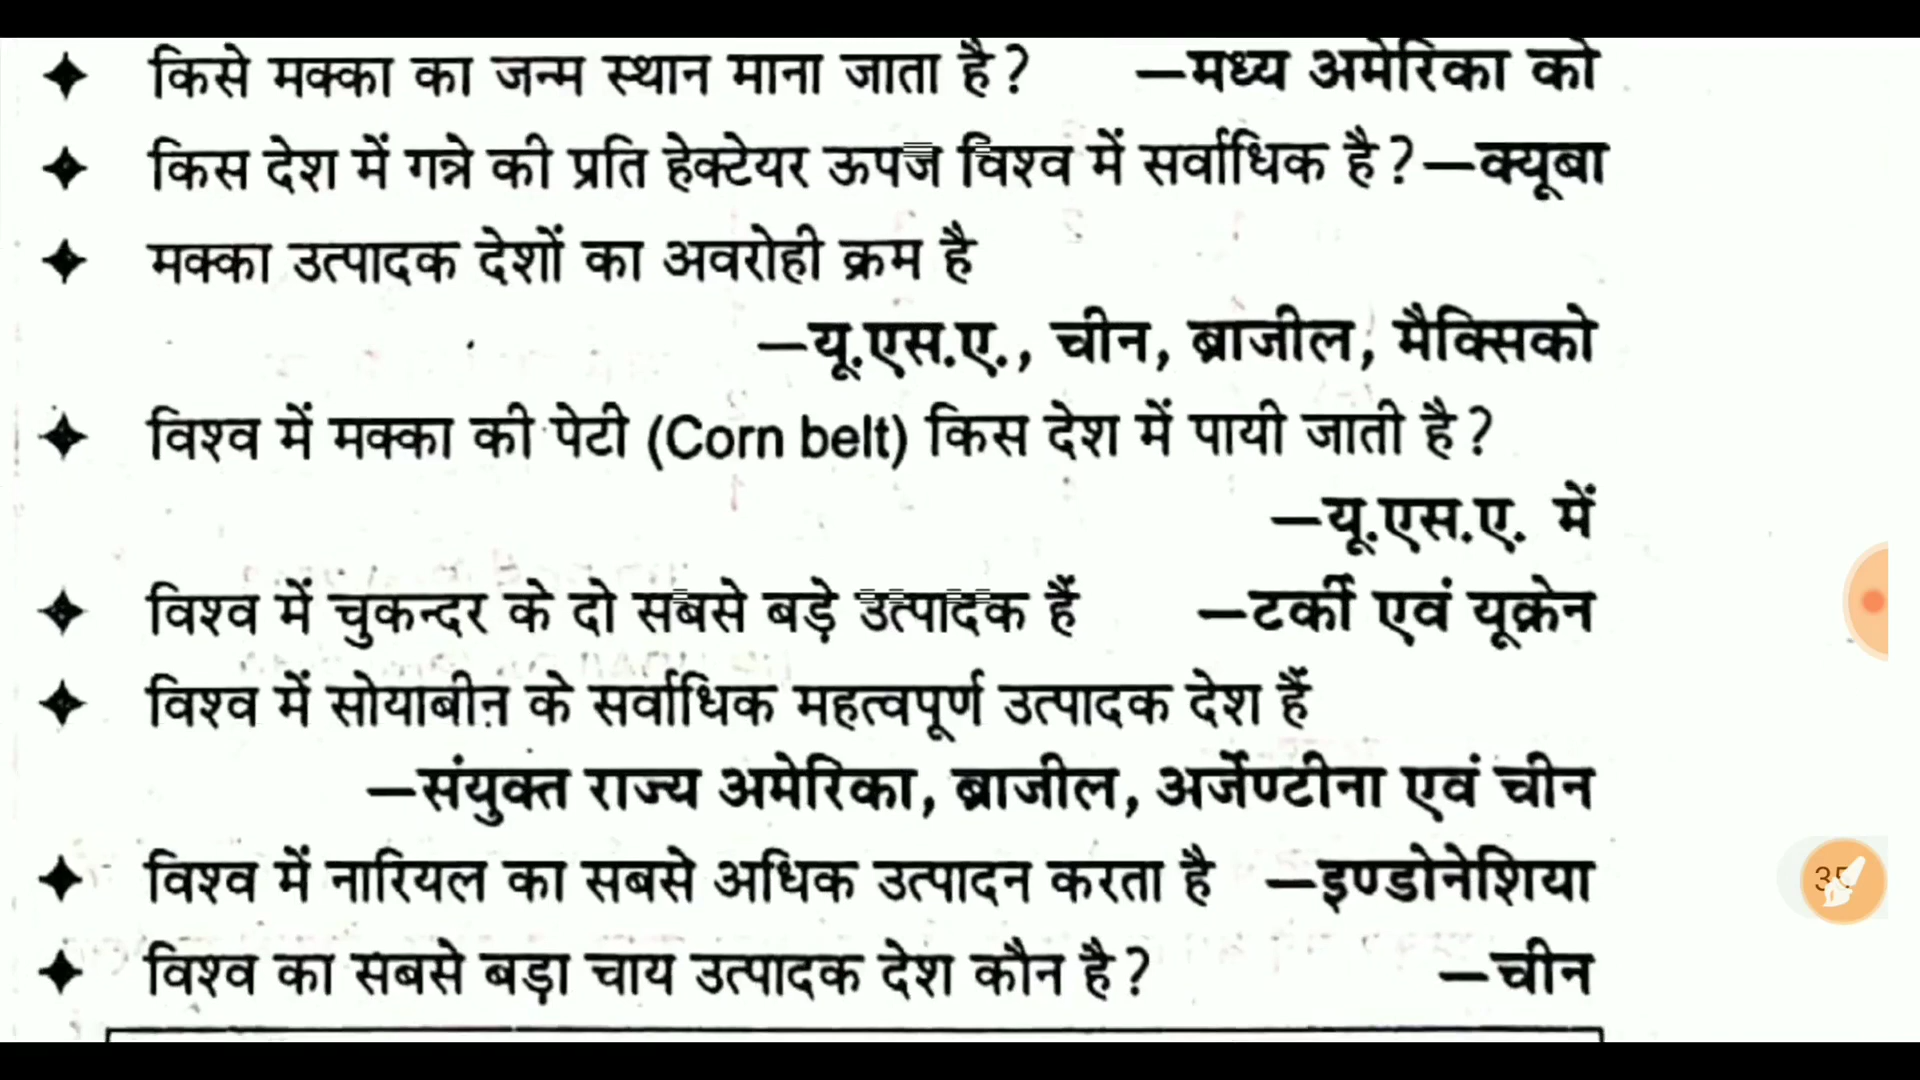 ✦ किसे मक्का का जन्म स्थान माना जाता है? —मध्य अमेरिका को
✦ किस देश में गन्ने की प्रति हेक्टेयर ऊपज विश्व में सर्वाधिक है?—क्यूबा
✦ मक्का उत्पादक देशों का अवरोही क्रम है
—यू.एस.ए., चीन, ब्राजील, मैक्सिको
✦ विश्व में मक्का की पेटी (Corn belt) किस देश में पायी जाती है?
—यू.एस.ए. में
✦ विश्व में चुकन्दर के दो सबसे बड़े उत्पादक हैं —टर्की एवं यूक्रेन
✦ विश्व में सोयाबीन के सर्वाधिक महत्वपूर्ण उत्पादक देश हैं
—संयुक्त राज्य अमेरिका, ब्राजील, अर्जेण्टीना एवं चीन
✦ विश्व में नारियल का सबसे अधिक उत्पादन करता है —इण्डोनेशिया
✦ विश्व का सबसे बड़ा चाय उत्पादक देश कौन है? —चीन